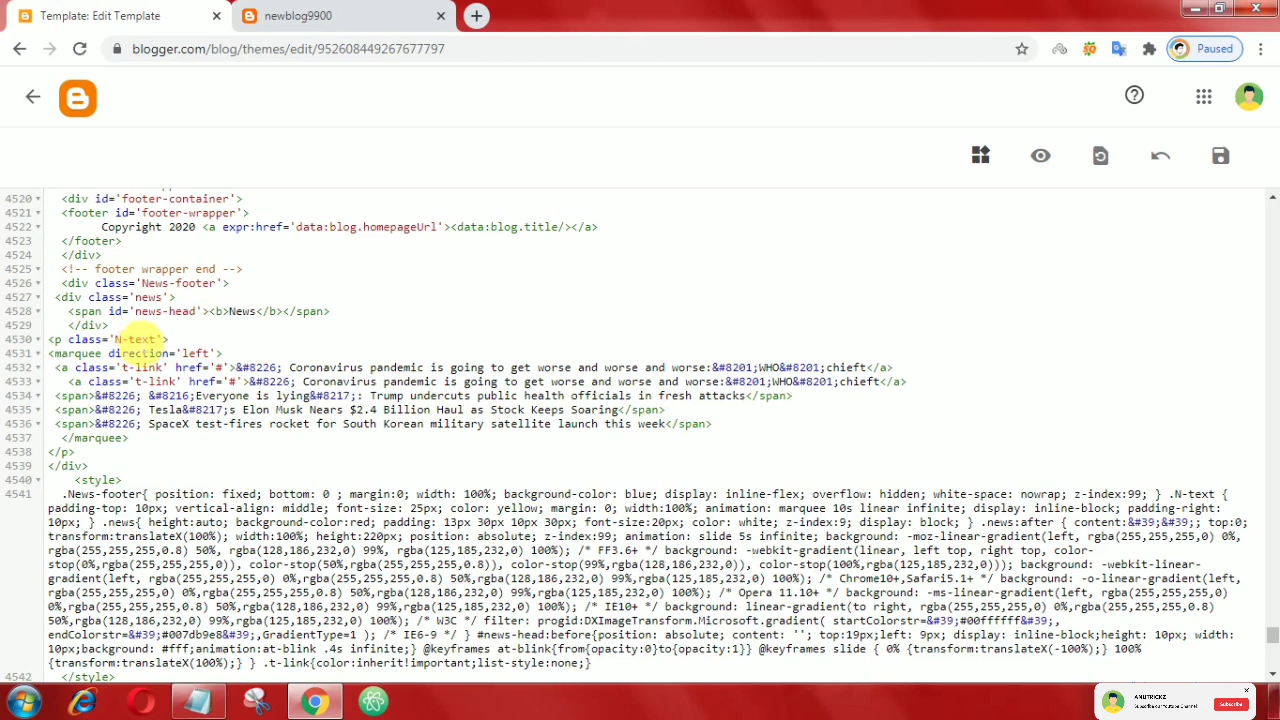 Template: Edit Template
newblog9900
blogger.com/blog/themes/edit/952608449267677797
Paused
4520 <div id='footer-container'>
4521 <footer id='footer-wrapper'>
4522 Copyright 2020 <a expr:href='data:blog.homepageUrl'><data:blog.title/></a>
4523 </footer>
4524 </div>
4525 <!-- footer wrapper end -->
4526 <div class='News-footer'>
4527 <div class='news'>
4528 <span id='news-head'><b>News</b></span>
4529 </div>
4530 <p class='N-text'>
4531 <marquee direction='left'>
4532 <a class='t-link' href='#'>&#8226; Coronavirus pandemic is going to get worse and worse and worse:&#8201;WHO&#8201;chieft</a>
4533 <a class='t-link' href='#'>&#8226; Coronavirus pandemic is going to get worse and worse and worse:&#8201;WHO&#8201;chieft</a>
4534 <span>&#8226; &#8216;Everyone is lying&#8217;: Trump undercuts public health officials in fresh attacks</span>
4535 <span>&#8226; Tesla&#8217;s Elon Musk Nears $2.4 Billion Haul as Stock Keeps Soaring</span>
4536 <span>&#8226; SpaceX test-fires rocket for South Korean military satellite launch this week</span>
4537 </marquee>
4538 </p>
4539 </div>
4540 <style>
4541 .News-footer{ position: fixed; bottom: 0 ; margin:0; width: 100%; background-color: blue; display: inline-flex; overflow: hidden; white-space: nowrap; z-index:99; } .N-text {
padding-top: 10px; vertical-align: middle; font-size: 25px; color: yellow; margin: 0; width:100%; animation: marquee 10s linear infinite; display: inline-block; padding-right:
10px; } .news{ height:auto; background-color:red; padding: 13px 30px 10px 30px; font-size:20px; color: white; z-index:9; display: block; } .news:after { content:&#39;&#39;; top:0;
transform:translateX(100%); width:100%; height:220px; position: absolute; z-index:99; animation: slide 5s infinite; background: -moz-linear-gradient(left, rgba(255,255,255,0) 0%,
rgba(255,255,255,0.8) 50%, rgba(128,186,232,0) 99%, rgba(125,185,232,0) 100%); /* FF3.6+ */ background: -webkit-gradient(linear, left top, right top, color-
stop(0%,rgba(255,255,255,0)), color-stop(50%,rgba(255,255,255,0.8)), color-stop(99%,rgba(128,186,232,0)), color-stop(100%,rgba(125,185,232,0))); background: -webkit-linear-
gradient(left, rgba(255,255,255,0) 0%,rgba(255,255,255,0.8) 50%,rgba(128,186,232,0) 99%,rgba(125,185,232,0) 100%); /* Chrome10+,Safari5.1+ */ background: -o-linear-gradient(left,
rgba(255,255,255,0) 0%,rgba(255,255,255,0.8) 50%,rgba(128,186,232,0) 99%,rgba(125,185,232,0) 100%); /* Opera 11.10+ */ background: -ms-linear-gradient(left, rgba(255,255,255,0)
0%,rgba(255,255,255,0.8) 50%,rgba(128,186,232,0) 99%,rgba(125,185,232,0) 100%); /* IE10+ */ background: linear-gradient(to right, rgba(255,255,255,0) 0%,rgba(255,255,255,0.8)
50%,rgba(128,186,232,0) 99%,rgba(125,185,232,0) 100%); /* W3C */ filter: progid:DXImageTransform.Microsoft.gradient( startColorstr=&#39;#00ffffff&#39;,
endColorstr=&#39;#007db9e8&#39;,GradientType=1 ); /* IE6-9 */ } #news-head:before{position: absolute; content: ''; top:19px;left: 9px; display: inline-block;height: 10px; width:
10px;background: #fff;animation:at-blink .4s infinite;} @keyframes at-blink{from{opacity:0}to{opacity:1}} @keyframes slide { 0% {transform:translateX(-100%);} 100%
{transform:translateX(100%);} } .t-link{color:inherit!important;list-style:none;}
4542 </style>
ANUTRICKZ
Subscribe our Youtube Channel
Subscribe